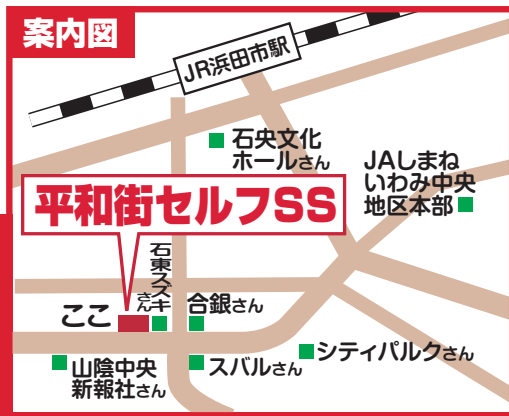 案内図
JR浜田市駅
石央文化
ホールさん
JAしまね
いわみ中央
地区本部
平和街セルフSS
石東スズキ
さん
ここ
合銀さん
山陰中央
新報社さん
スバルさん
シティパルクさん